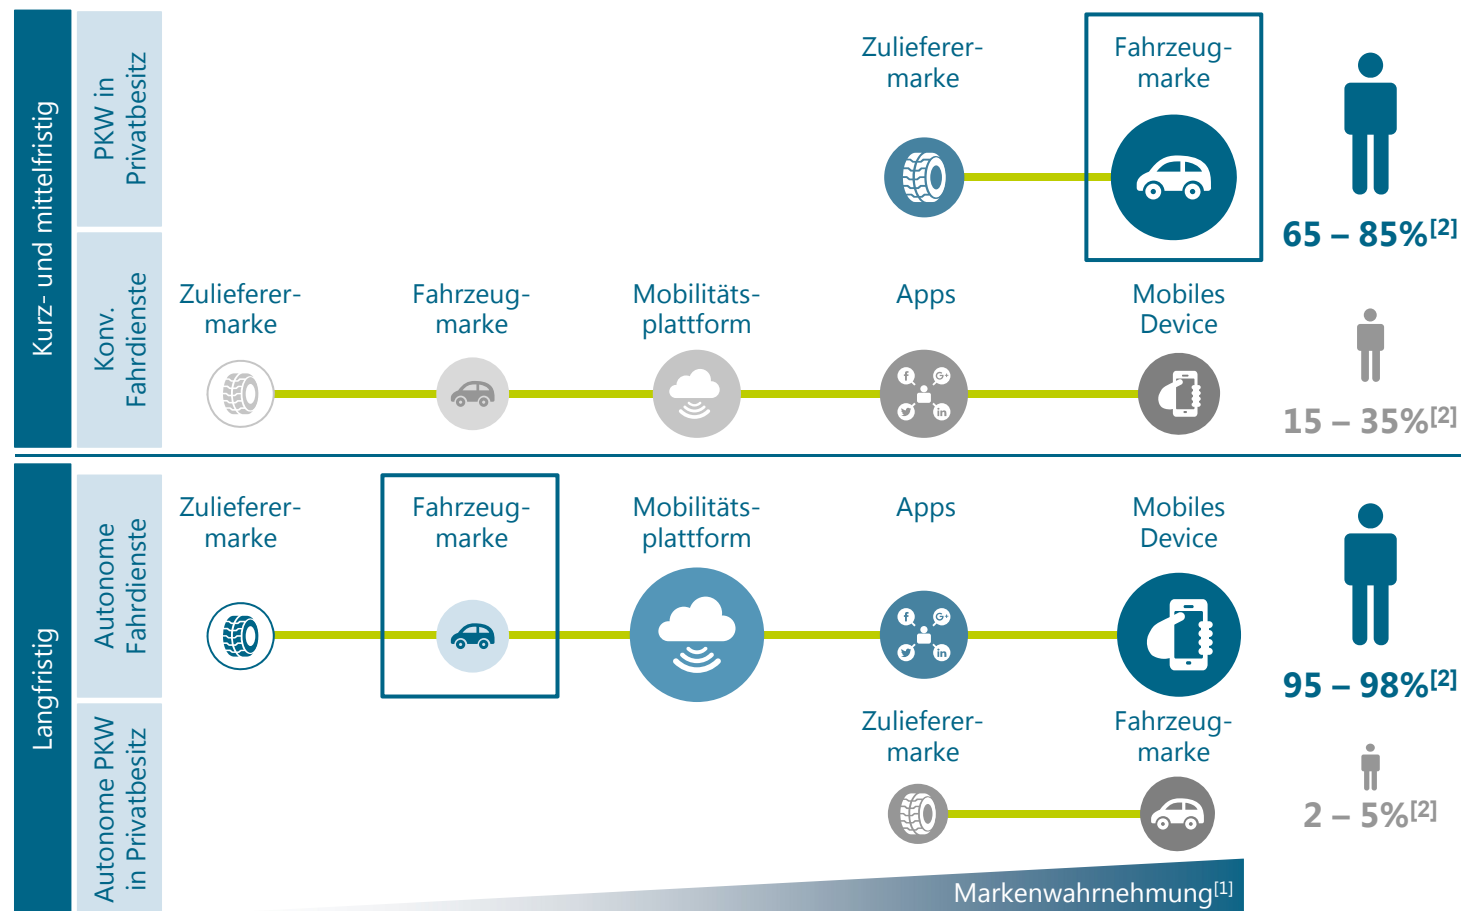 Kurz- und mittelfristig
PKW in
Privatbesitz
Zulieferer-
marke
Fahrzeug-
marke
65 – 85%[2]
Konv.
Fahrdienste
Zulieferer-
marke
Fahrzeug-
marke
Mobilitäts-
plattform
Apps
Mobiles
Device
f
G+
in
15 – 35%[2]
Langfristig
Autonome
Fahrdienste
Zulieferer-
marke
Fahrzeug-
marke
Mobilitäts-
plattform
Apps
Mobiles
Device
f
G+
in
95 – 98%[2]
Autonome PKW
in Privatbesitz
Zulieferer-
marke
Fahrzeug-
marke
2 – 5%[2]
Markenwahrnehmung[1]